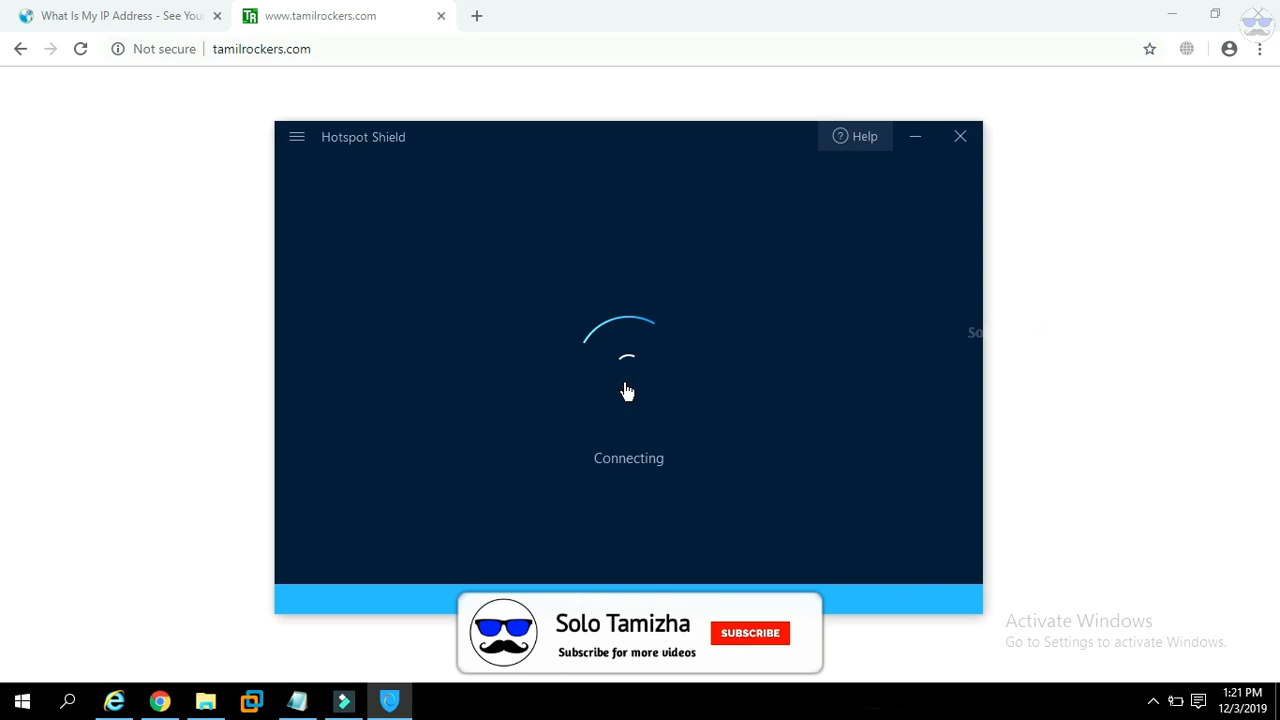 What Is My IP Address - See You
www.tamilrockers.com
Not secure
tamilrockers.com
Hotspot Shield
Help
So
Connecting
Solo Tamizha
SUBSCRIBE
Subscribe for more videos
Activate Windows
Go to Settings to activate Windows.
1:21 PM
12/3/2019